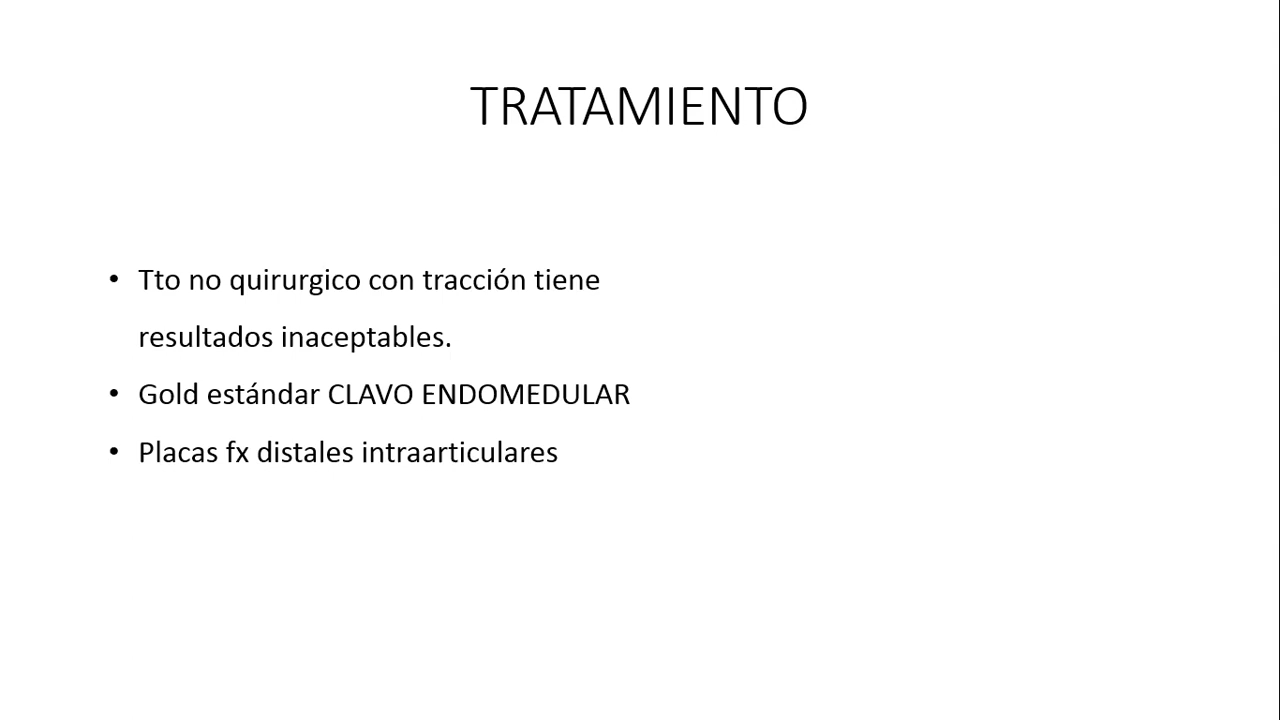 TRATAMIENTO
• Tto no quirurgico con tracción tiene
resultados inaceptables.
• Gold estándar CLAVO ENDOMEDULAR
• Placas fx distales intraarticulares